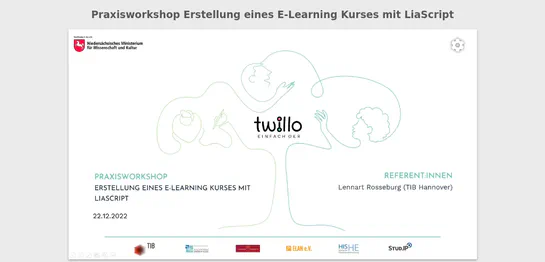 Praxisworkshop Erstellung eines E-Learning Kurses mit LiaScript
Niedersächsisches Ministerium
für Wissenschaft und Kultur
twillo
EINFACH OER
PRAXISWORKSHOP
ERSTELLUNG EINES E-LEARNING KURSES MIT
LIASCRIPT
22.12.2022
REFERENT:INNEN
Lennart Rosseburg (TIB Hannover)
TIB
ELAN e.V.
HIS HE
STUD.IP